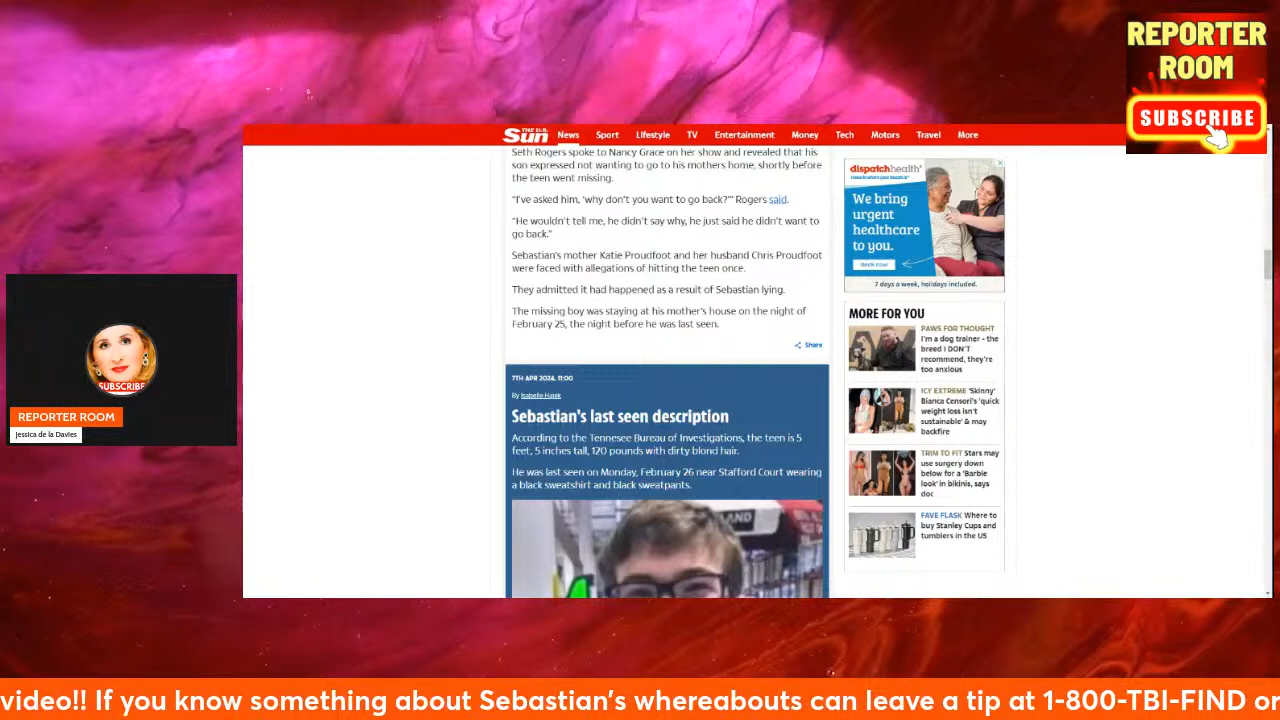 REPORTER
ROOM
SUBSCRIBE
THE U.S.
Sun
News Sport Lifestyle TV Entertainment Money Tech Motors Travel More
Seth Rogers spoke to Nancy Grace on her show and revealed that his
son expressed not wanting to go to his mothers home, shortly before
the teen went missing.
"I've asked him, 'why don't you want to go back?'" Rogers said.
"He wouldn't tell me, he didn't say why, he just said he didn't want to
go back."
Sebastian's mother Katie Proudfoot and her husband Chris Proudfoot
were faced with allegations of hitting the teen once.
They admitted it had happened as a result of Sebastian lying.
The missing boy was staying at his mother's house on the night of
February 25, the night before he was last seen.
Share
7TH APR 2024, 11:00
By Isabelle Hajek
Sebastian's last seen description
According to the Tennesee Bureau of Investigations, the teen is 5
feet, 5 inches tall, 120 pounds with dirty blond hair.
He was last seen on Monday, February 26 near Stafford Court wearing
a black sweatshirt and black sweatpants.
LAND
dispatchhealth
We bring
urgent
healthcare
to you.
Book now
7 days a week, holidays included.
MORE FOR YOU
PAWS FOR THOUGHT
I'm a dog trainer - the
breed I DON'T
recommend, they're
too anxious
ICY EXTREME 'Skinny'
Bianca Censori's 'quick
weight loss isn't
sustainable' & may
backfire
TRIM TO FIT Stars may
use surgery down
below for a 'Barbie
look' in bikinis, says
doc
FAVE FLASK Where to
buy Stanley Cups and
tumblers in the US
SUBSCRIBE
REPORTER ROOM
Jessica de la Davies
video!! If you know something about Sebastian's whereabouts can leave a tip at 1-800-TBI-FIND or